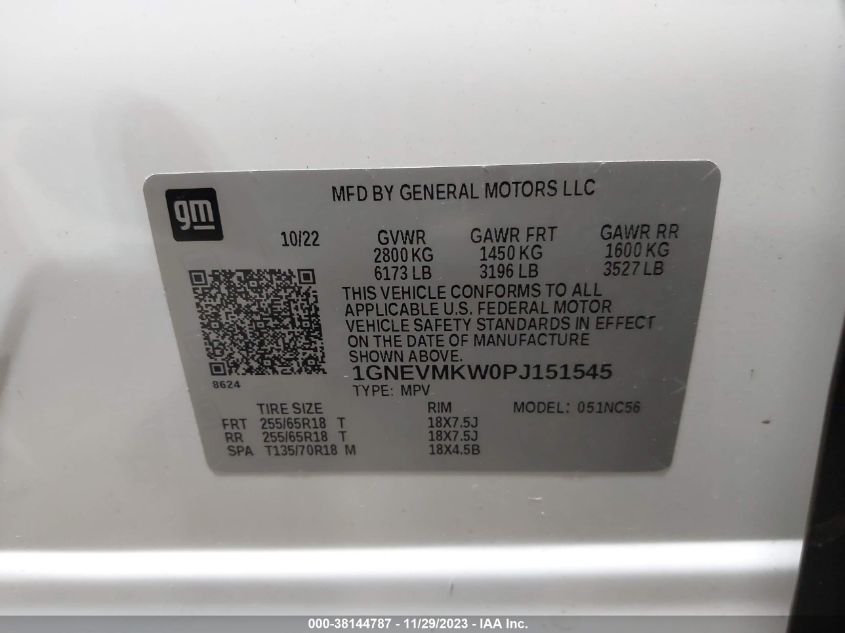 gm
MFD BY GENERAL MOTORS LLC
10/22 GVWR GAWR FRT GAWR RR
2800 KG 1450 KG 1600 KG
6173 LB 3196 LB 3527 LB
THIS VEHICLE CONFORMS TO ALL
APPLICABLE U.S. FEDERAL MOTOR
VEHICLE SAFETY STANDARDS IN EFFECT
ON THE DATE OF MANUFACTURE
SHOWN ABOVE.
8624
1GNEVMKW0PJ151545
TYPE: MPV
TIRE SIZE RIM MODEL: 051NC56
FRT 255/65R18 T 18X7.5J
RR 255/65R18 T 18X7.5J
SPA T135/70R18 M 18X4.5B
000-38144787 - 11/29/2023 - IAA Inc.